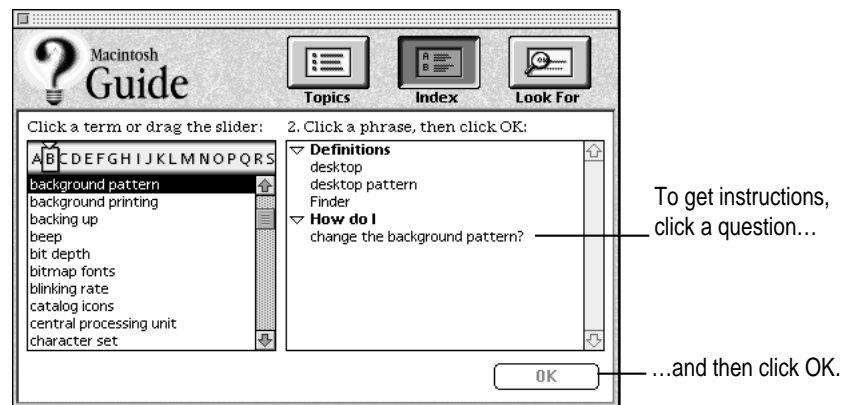 Macintosh
Guide
Topics
Index
Look For
Click a term or drag the slider:
A B C D E F G H I J K L M N O P Q R S
background pattern
background printing
backing up
beep
bit depth
bitmap fonts
blinking rate
catalog icons
central processing unit
character set
2. Click a phrase, then click OK:
Definitions
desktop
desktop pattern
Finder
How do I
change the background pattern?
OK
To get instructions,
click a question…
…and then click OK.